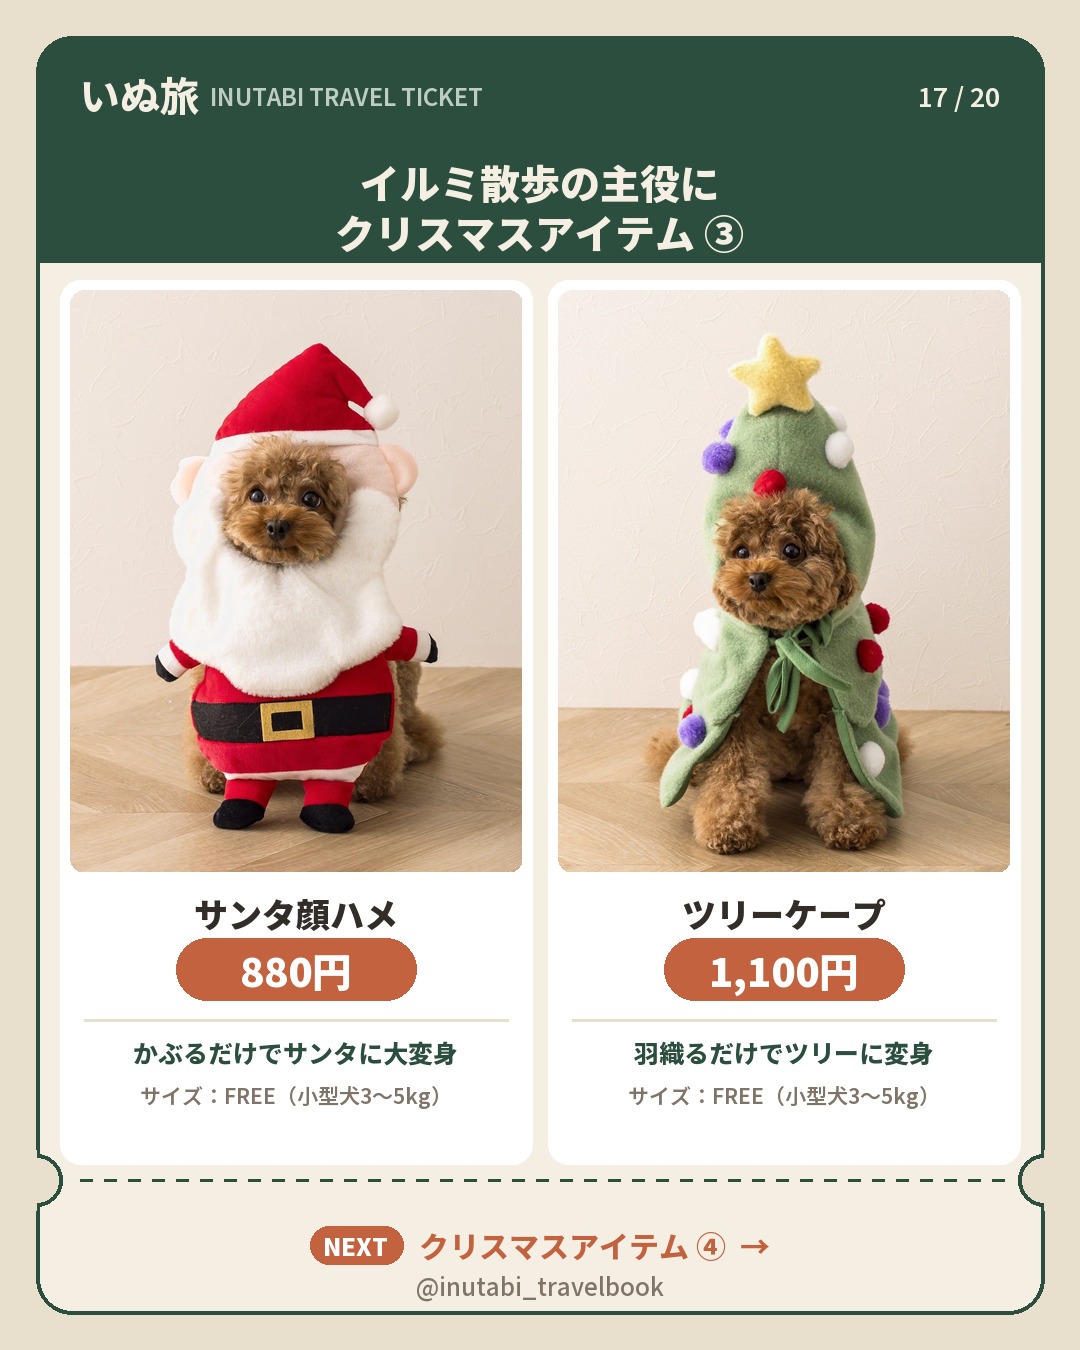 いぬ旅 INUTABI TRAVEL TICKET
17 / 20
イルミ散歩の主役に
クリスマスアイテム ③
サンタ顔ハメ
880円
かぶるだけでサンタに大変身
サイズ：FREE（小型犬3〜5kg）
ツリーケープ
1,100円
羽織るだけでツリーに変身
サイズ：FREE（小型犬3〜5kg）
NEXT クリスマスアイテム ④ →
@inutabi_travelbook